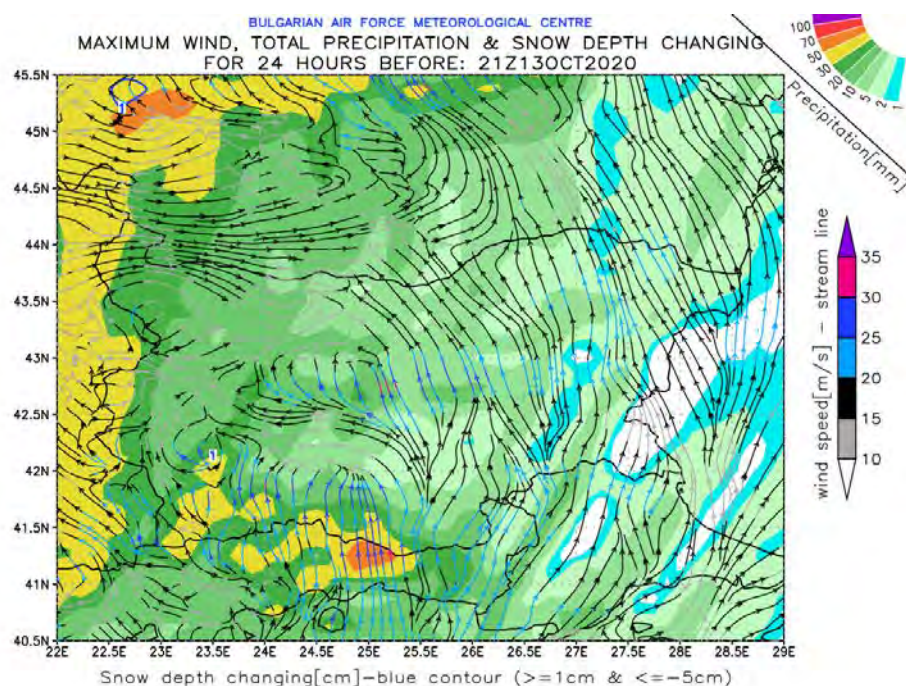 BULGARIAN AIR FORCE METEOROLOGICAL CENTRE
MAXIMUM WIND, TOTAL PRECIPITATION & SNOW DEPTH CHANGING
FOR 24 HOURS BEFORE: 21Z13OCT2020
100
70
50
30
20
10
5
2
1
Precipitation[mm]
45.5N
45N
44.5N
44N
43.5N
43N
42.5N
42N
41.5N
41N
40.5N
1
1
35
30
25
20
15
10
wind speed[m/s] - stream line
22E 22.5E 23E 23.5E 24E 24.5E 25E 25.5E 26E 26.5E 27E 27.5E 28E 28.5E 29E
Snow depth changing[cm]-blue contour (>=1cm & <=-5cm)